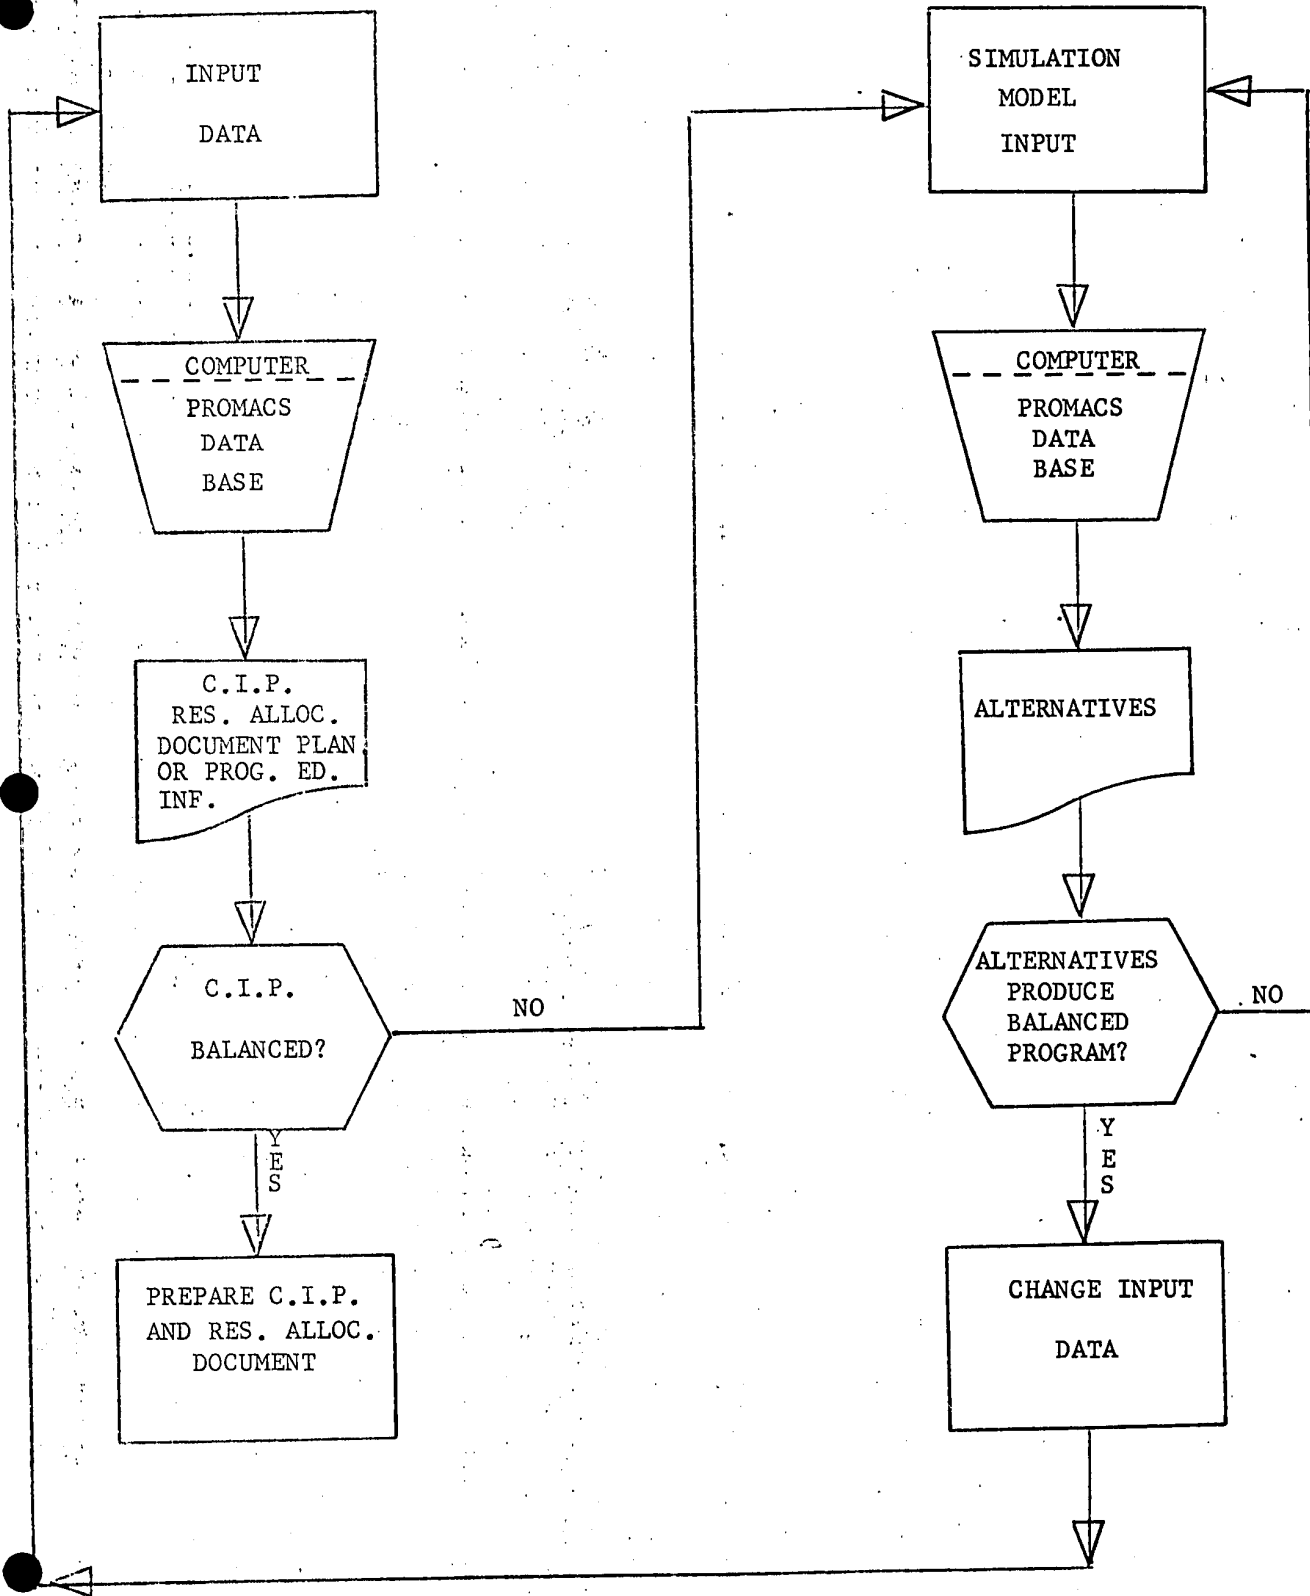 INPUT
DATA
COMPUTER
PROMACS
DATA
BASE
C.I.P.
RES. ALLOC.
DOCUMENT PLAN
OR PROG. ED.
INF.
C.I.P.
BALANCED?
NO
YES
PREPARE C.I.P.
AND RES. ALLOC.
DOCUMENT
SIMULATION
MODEL
INPUT
COMPUTER
PROMACS
DATA
BASE
ALTERNATIVES
ALTERNATIVES
PRODUCE
BALANCED
PROGRAM?
NO
YES
CHANGE INPUT
DATA